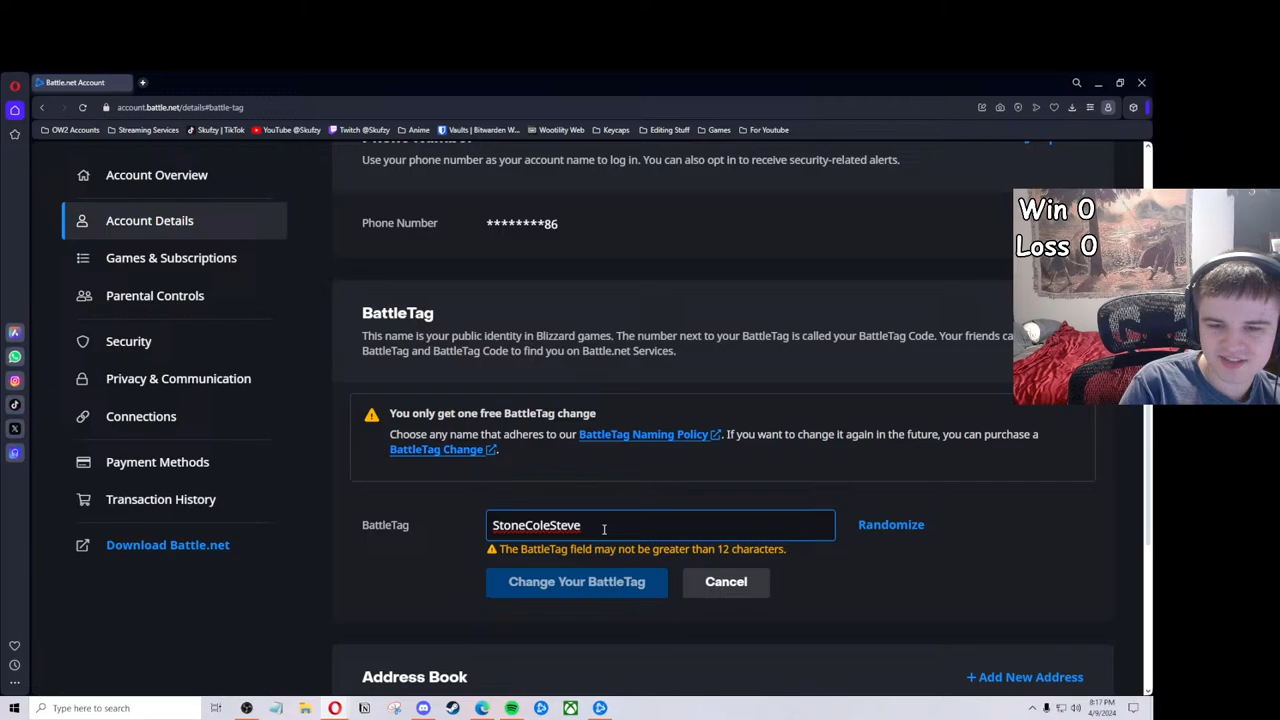 Battle.net Account
account.battle.net/details#battle-tag
OW2 Accounts
Streaming Services
Skufzy | TikTok
YouTube @Skufzy
Twitch @Skufzy
Anime
Vaults | Bitwarden W...
Wootility Web
Keycaps
Editing Stuff
Games
For Youtube
Use your phone number as your account name to log in. You can also opt in to receive security-related alerts.
Account Overview
Account Details
Games & Subscriptions
Parental Controls
Security
Privacy & Communication
Connections
Payment Methods
Transaction History
Download Battle.net
Phone Number ********86
BattleTag
This name is your public identity in Blizzard games. The number next to your BattleTag is called your BattleTag Code. Your friends
BattleTag and BattleTag Code to find you on Battle.net Services.
You only get one free BattleTag change
Choose any name that adheres to our BattleTag Naming Policy. If you want to change it again in the future, you can purchase a
BattleTag Change.
BattleTag StoneColeSteve Randomize
The BattleTag field may not be greater than 12 characters.
Change Your BattleTag Cancel
Address Book + Add New Address
Win 0
Loss 0
Type here to search
8:17 PM
4/9/2024